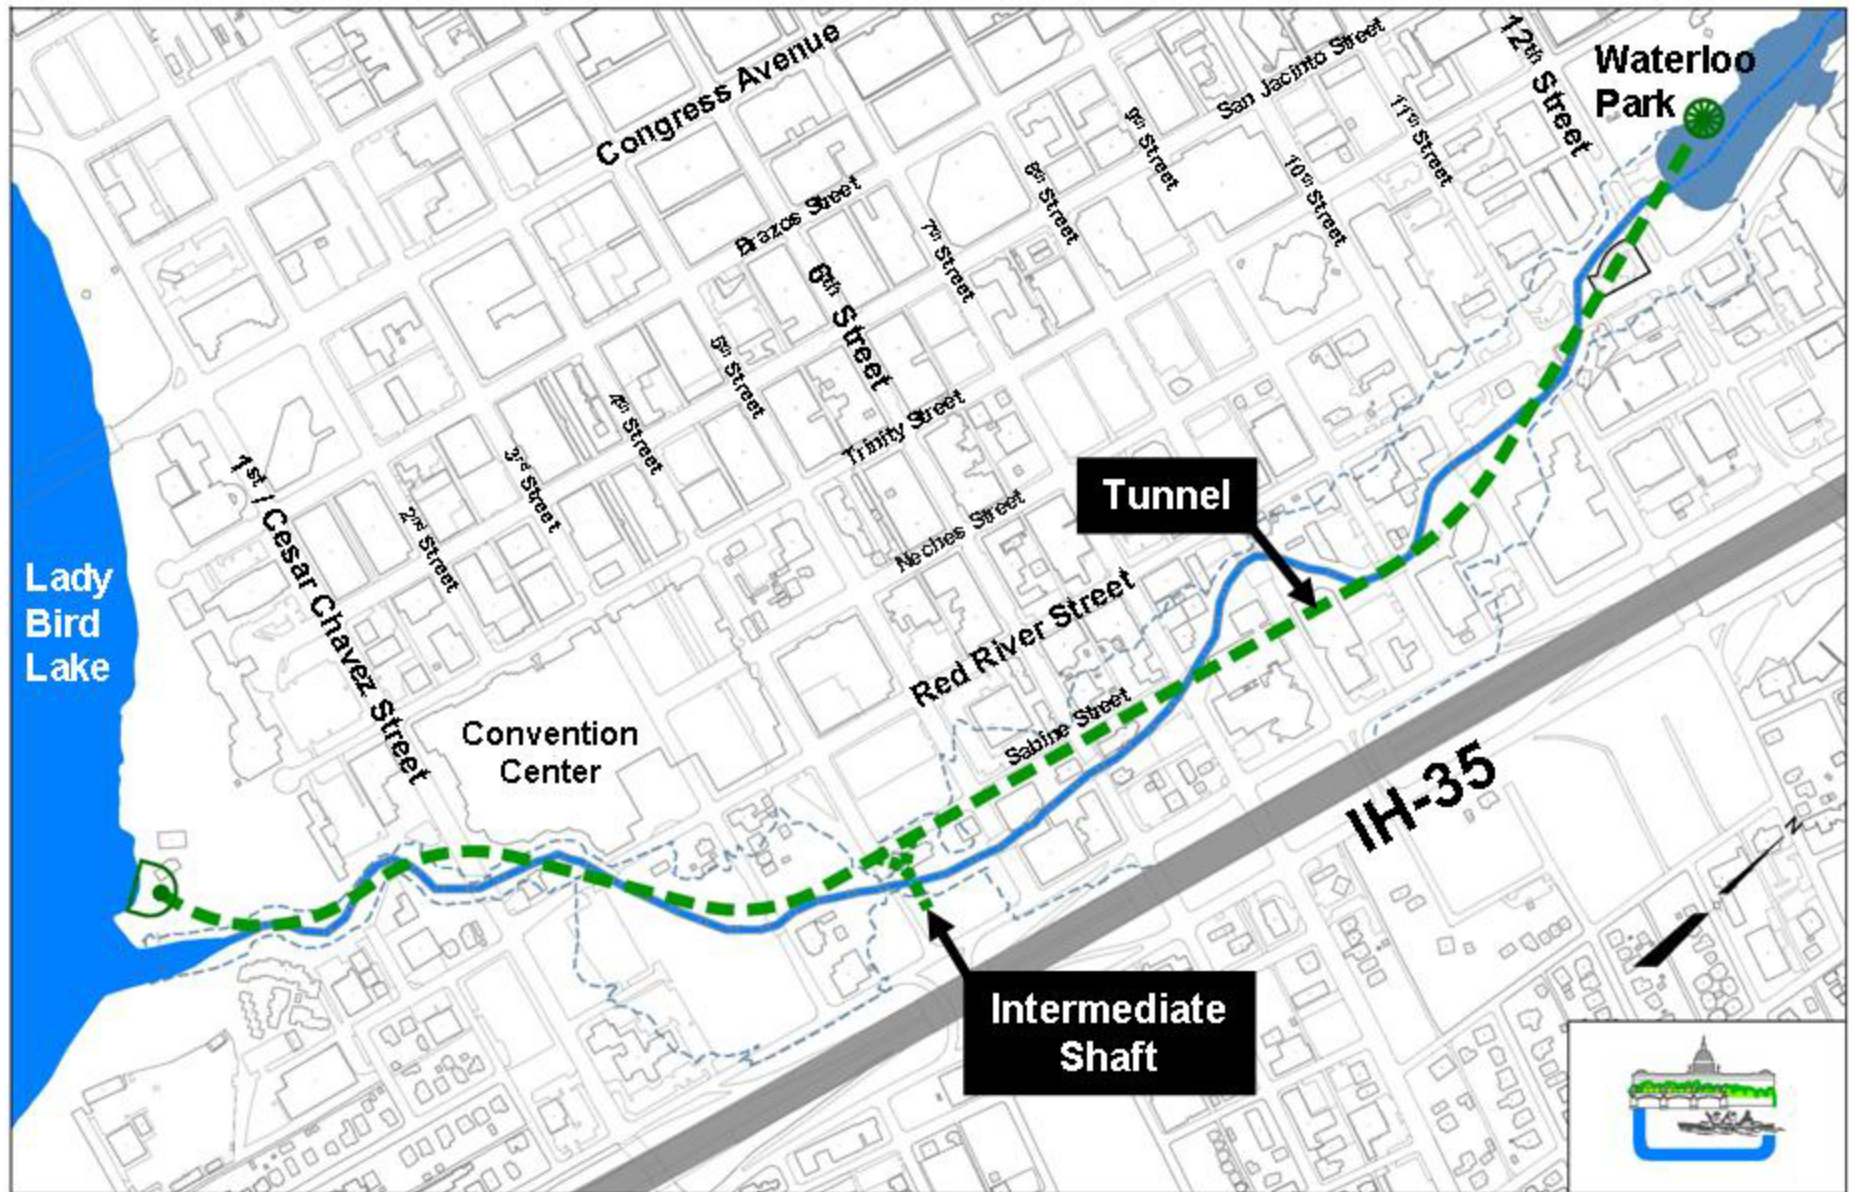 Congress Avenue
San Jacinto Street
12th Street
Waterloo
Park
11th Street
9th Street
10th Street
8th Street
Brazos Street
7th Street
6th Street
5th Street
4th Street
Trinity Street
3rd Street
1st / Cesar Chavez Street
2nd Street
Neches Street
Tunnel
Red River Street
Lady
Bird
Lake
Sabine Street
Convention
Center
IH-35
N
Intermediate
Shaft